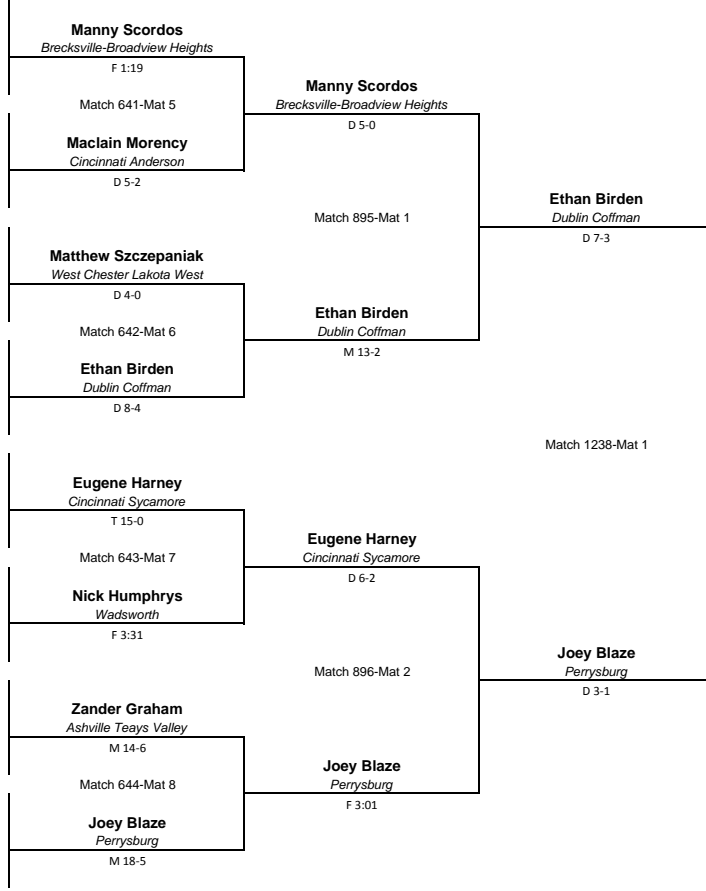 Manny Scordos
Brecksville-Broadview Heights
F 1:19
Match 641-Mat 5
Maclain Morency
Cincinnati Anderson
D 5-2
Manny Scordos
Brecksville-Broadview Heights
D 5-0
Match 895-Mat 1
Matthew Szczepaniak
West Chester Lakota West
D 4-0
Match 642-Mat 6
Ethan Birden
Dublin Coffman
D 8-4
Ethan Birden
Dublin Coffman
M 13-2
Ethan Birden
Dublin Coffman
D 7-3
Match 1238-Mat 1
Eugene Harney
Cincinnati Sycamore
T 15-0
Match 643-Mat 7
Nick Humphrys
Wadsworth
F 3:31
Eugene Harney
Cincinnati Sycamore
D 6-2
Match 896-Mat 2
Zander Graham
Ashville Teays Valley
M 14-6
Match 644-Mat 8
Joey Blaze
Perrysburg
M 18-5
Joey Blaze
Perrysburg
F 3:01
Joey Blaze
Perrysburg
D 3-1